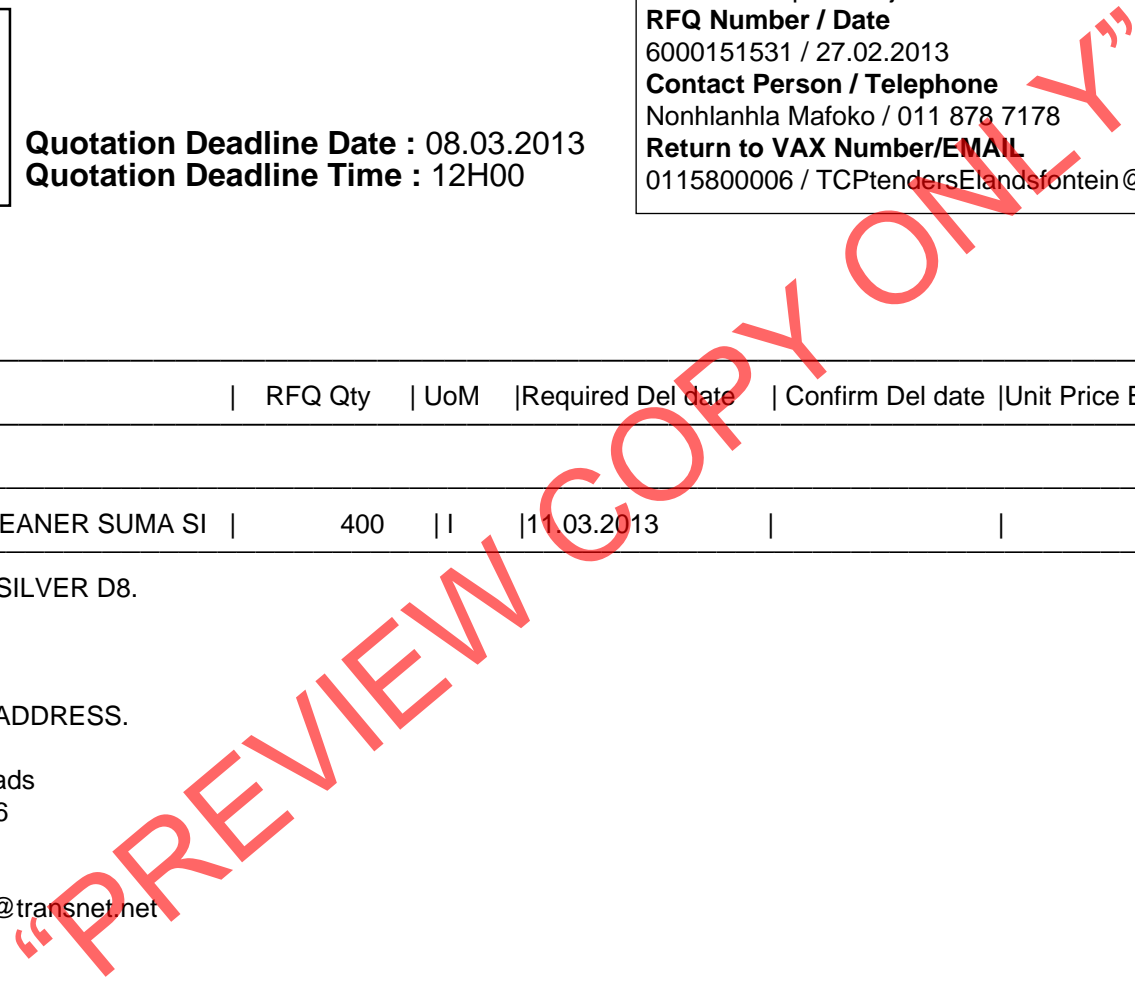 RFQ Number / Date
6000151531 / 27.02.2013
Contact Person / Telephone
Nonhlanhla Mafoko / 011 878 7178
Return to VAX Number/EMAIL
0115800006 / TCPtendersElandsfontein@
Quotation Deadline Date : 08.03.2013
Quotation Deadline Time : 12H00
| RFQ Qty | UoM |Required Del date | Confirm Del date |Unit Price E
EANER SUMA SI | 400 | l |11.03.2013 | |
SILVER D8.
ADDRESS.
ads
6
@transnet.net
“PREVIEW COPY ONLY”